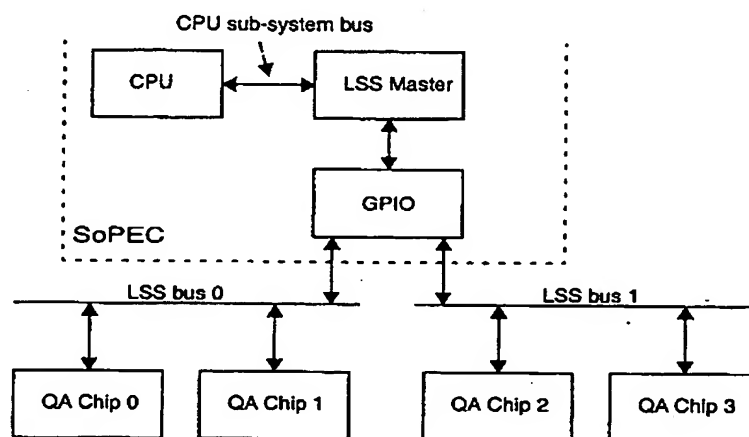 CPU sub-system bus
CPU
LSS Master
GPIO
SoPEC
LSS bus 0
LSS bus 1
QA Chip 0
QA Chip 1
QA Chip 2
QA Chip 3